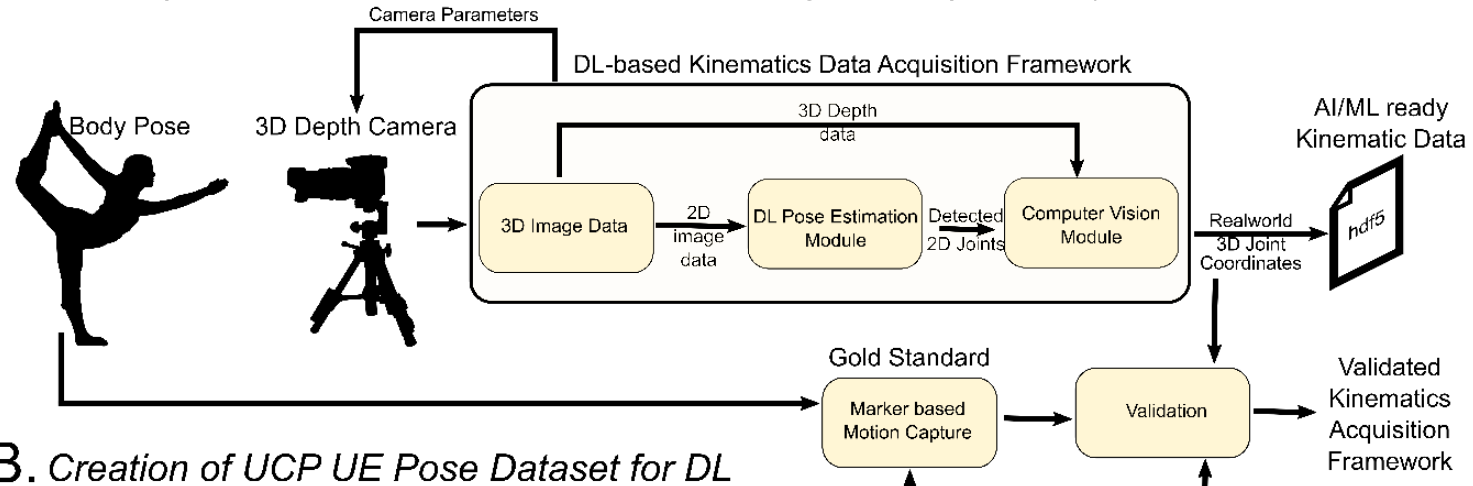 Camera Parameters
DL-based Kinematics Data Acquisition Framework
Body Pose
3D Depth Camera
3D Depth
data
AI/ML ready
Kinematic Data
3D Image Data
2D
image
data
DL Pose Estimation
Module
Detected
2D Joints
Computer Vision
Module
Realworld
3D Joint
Coordinates
hdf5
Gold Standard
Marker based
Motion Capture
Validation
Validated
Kinematics
Acquisition
Framework
B. Creation of UCP UE Pose Dataset for DL